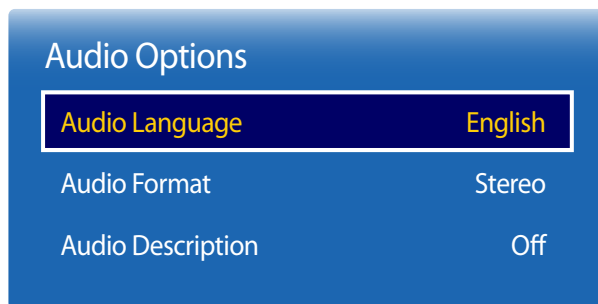 Audio Options
Audio Language English
Audio Format Stereo
Audio Description Off